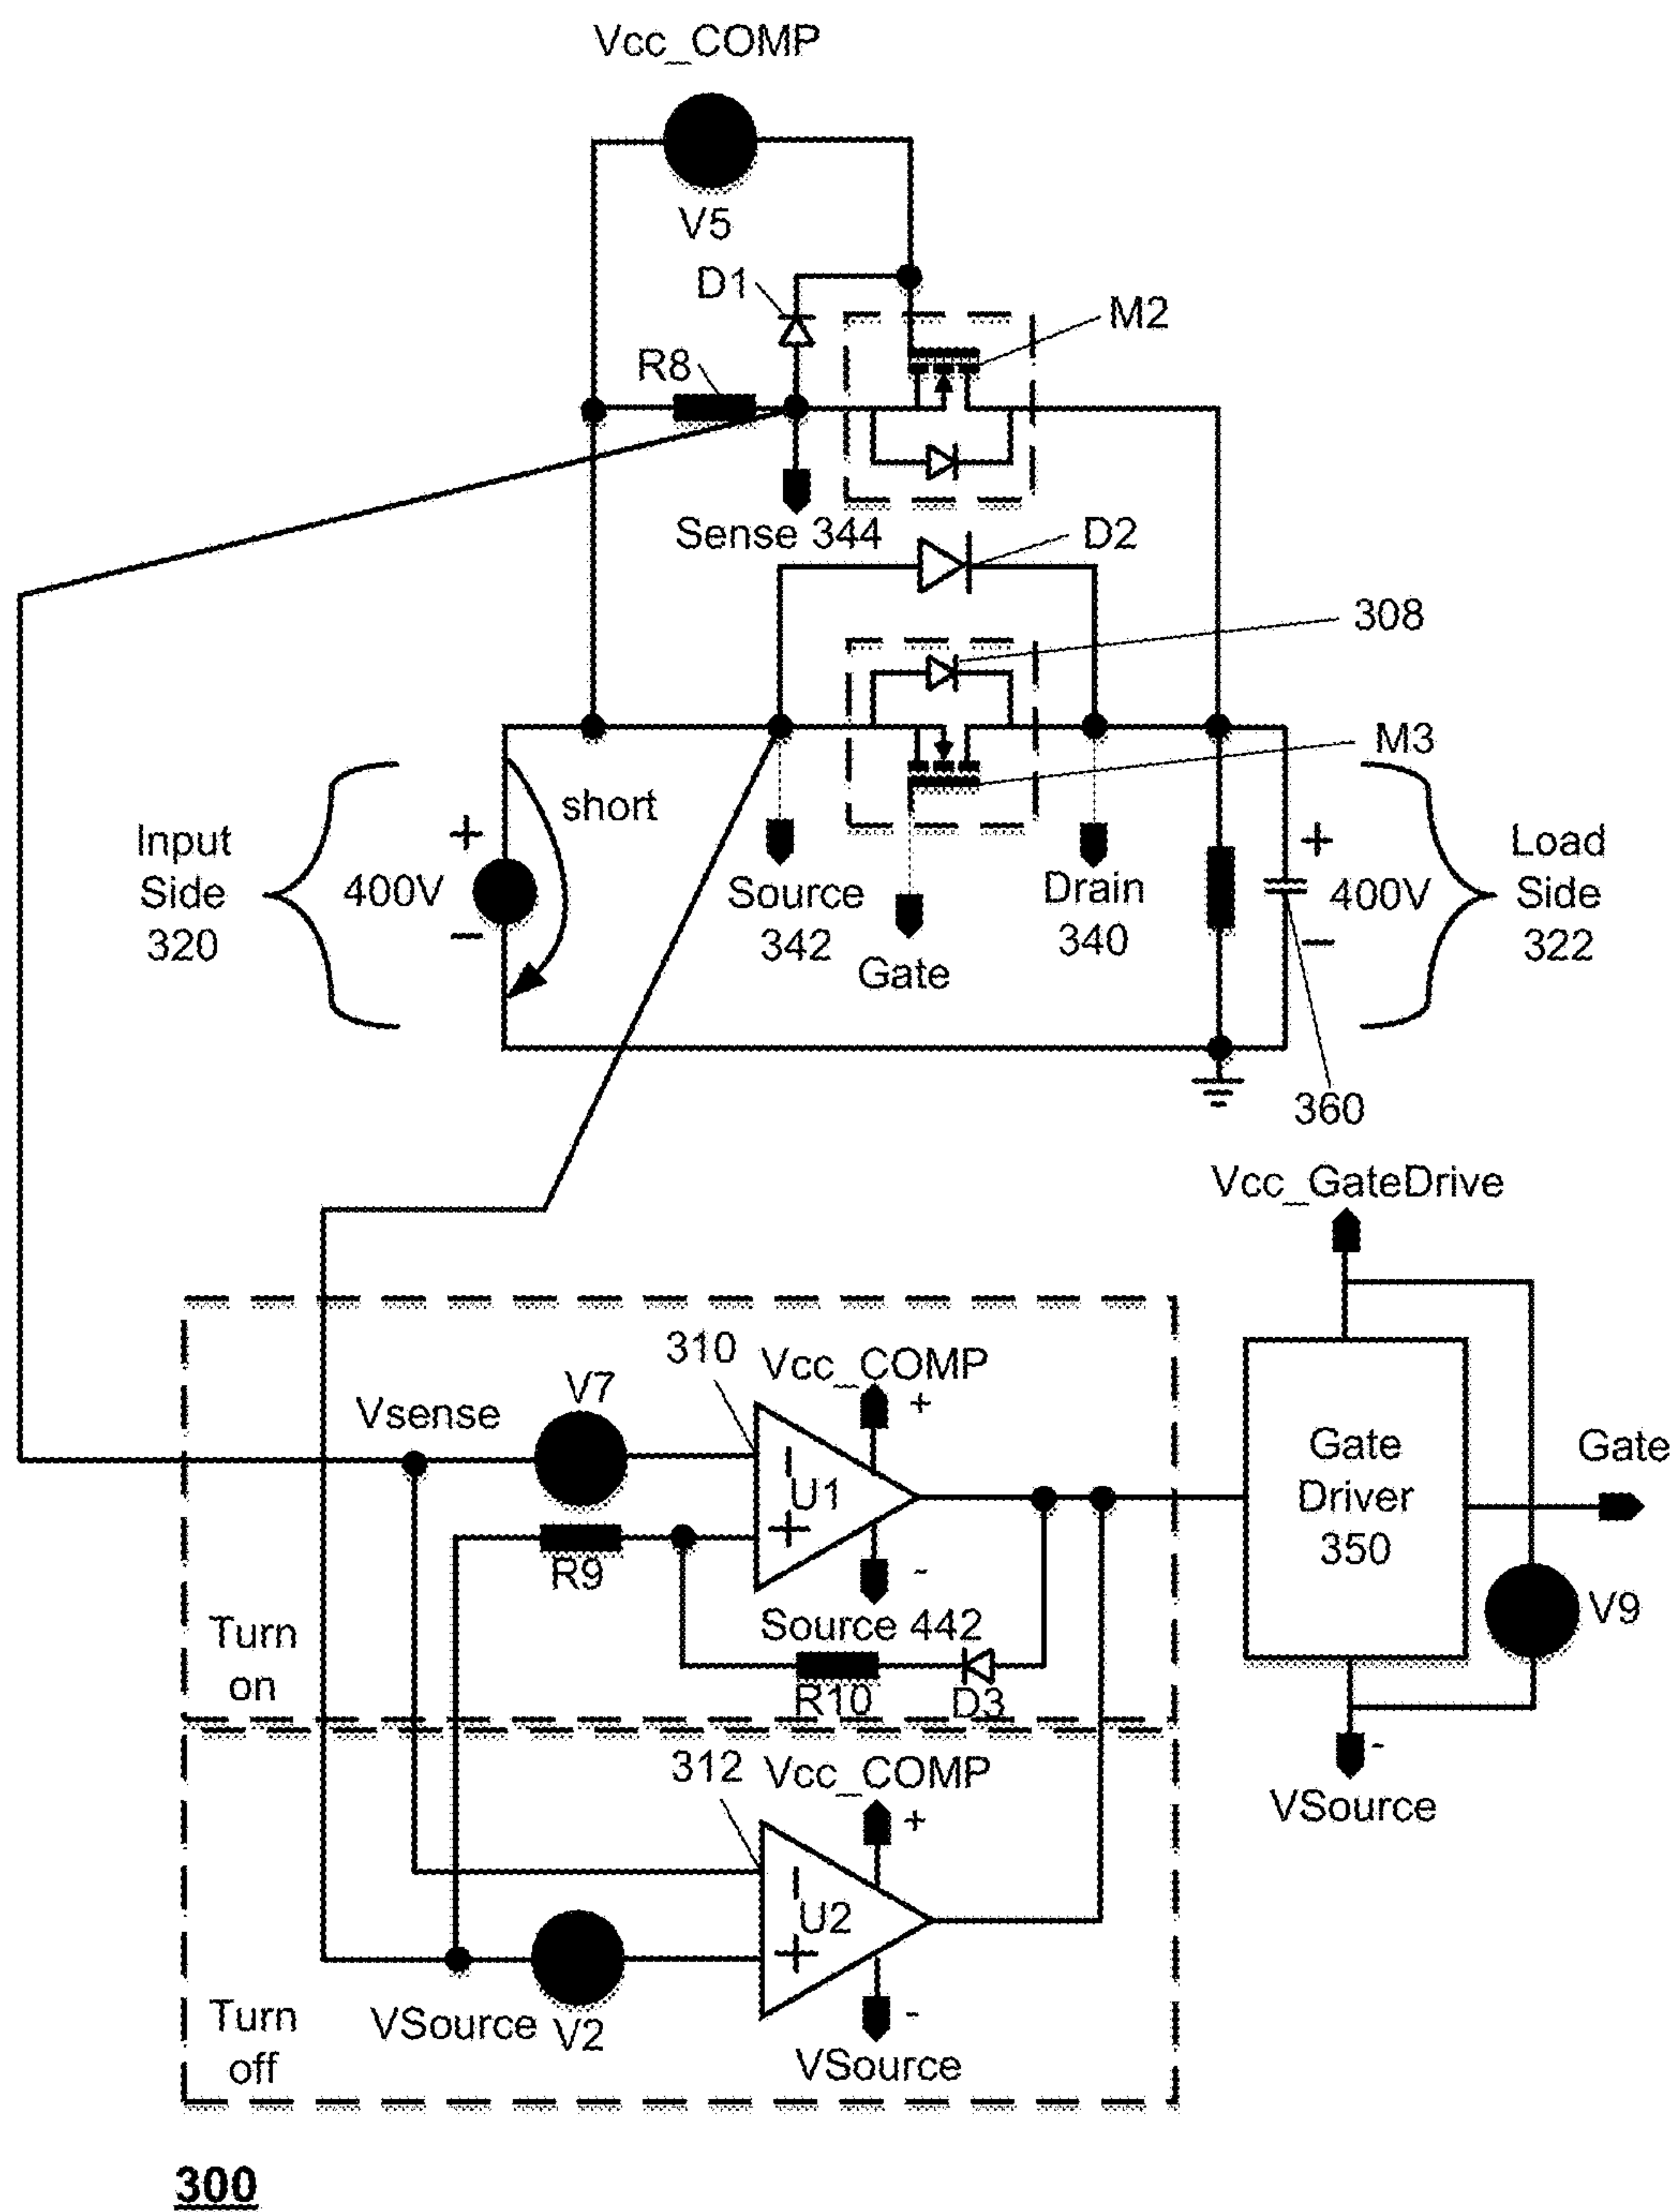 Vcc_COMP
V5
D1
M2
R8
Sense 344
D2
308
M3
short
Input
Side
320
+
400V
−
Source
342
Gate
Drain
340
+
400V
−
Load
Side
322
360
Vcc_GateDrive
310
Vcc_COMP
+
V7
Vsense
−
U1
+
R9
-
Source 442
R10
D3
Turn
on
Gate
Driver
350
Gate
V9
-
VSource
312
Vcc_COMP
+
−
U2
+
VSource
V2
-
VSource
Turn
off
300